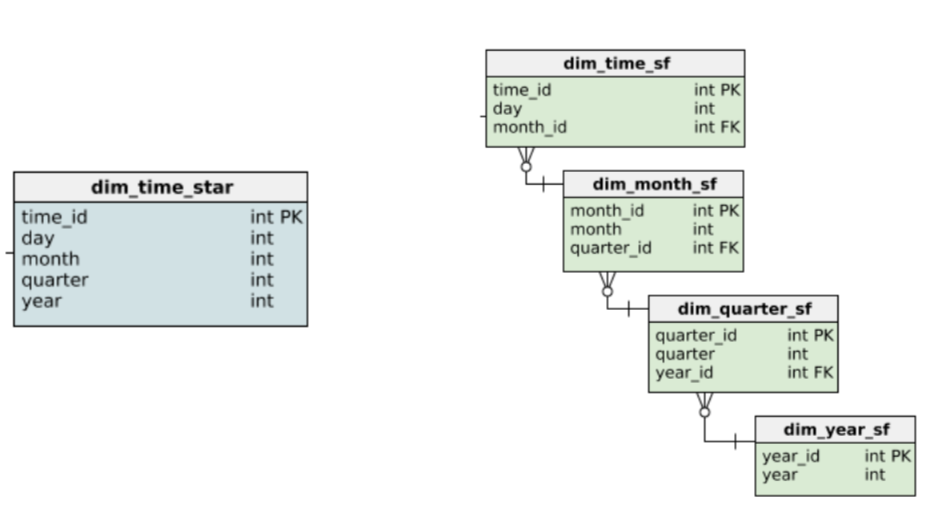 dim_time_star
time_id int PK
day int
month int
quarter int
year int
dim_time_sf
time_id int PK
day int
month_id int FK
dim_month_sf
month_id int PK
month int
quarter_id int FK
dim_quarter_sf
quarter_id int PK
quarter int
year_id int FK
dim_year_sf
year_id int PK
year int